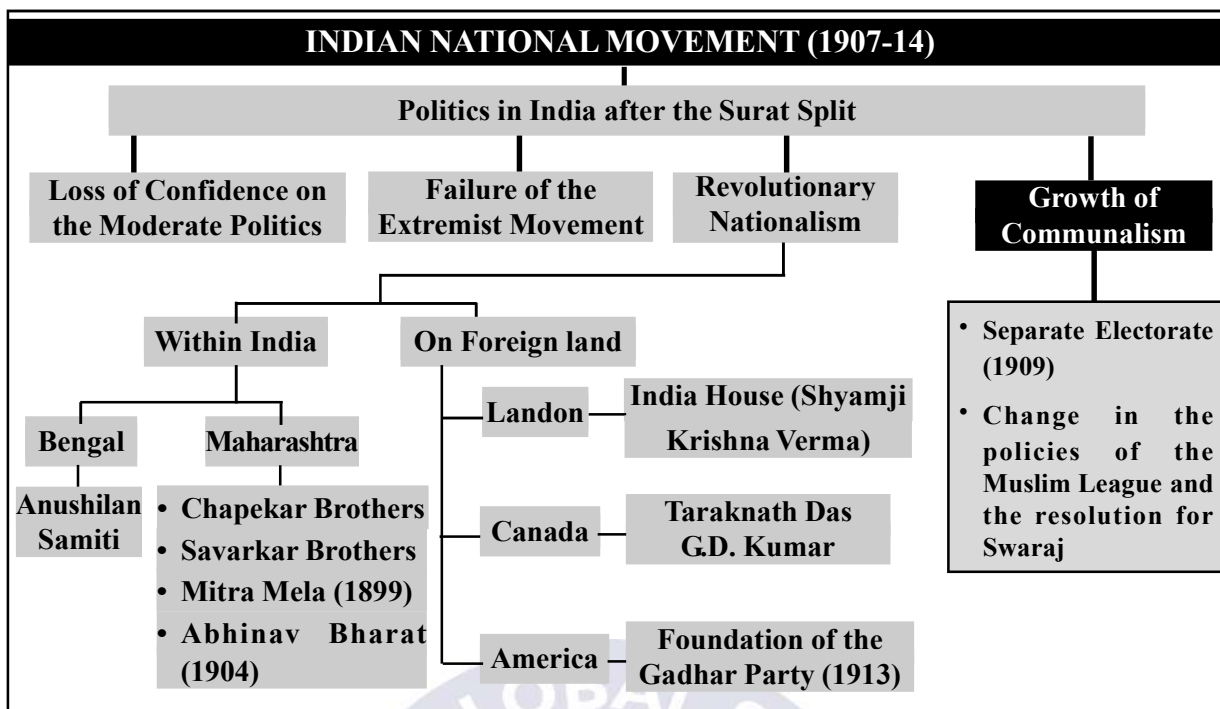 INDIAN NATIONAL MOVEMENT (1907-14)
Politics in India after the Surat Split
Loss of Confidence on
the Moderate Politics
Failure of the
Extremist Movement
Revolutionary
Nationalism
Growth of
Communalism
Within India
On Foreign land
Bengal
Anushilan
Samiti
Maharashtra
• Chapekar Brothers
• Savarkar Brothers
• Mitra Mela (1899)
• Abhinav Bharat
(1904)
Landon
India House (Shyamji
Krishna Verma)
Canada
Taraknath Das
G.D. Kumar
America
Foundation of the
Gadhar Party (1913)
• Separate Electorate
(1909)
• Change in the
policies of the
Muslim League and
the resolution for
Swaraj